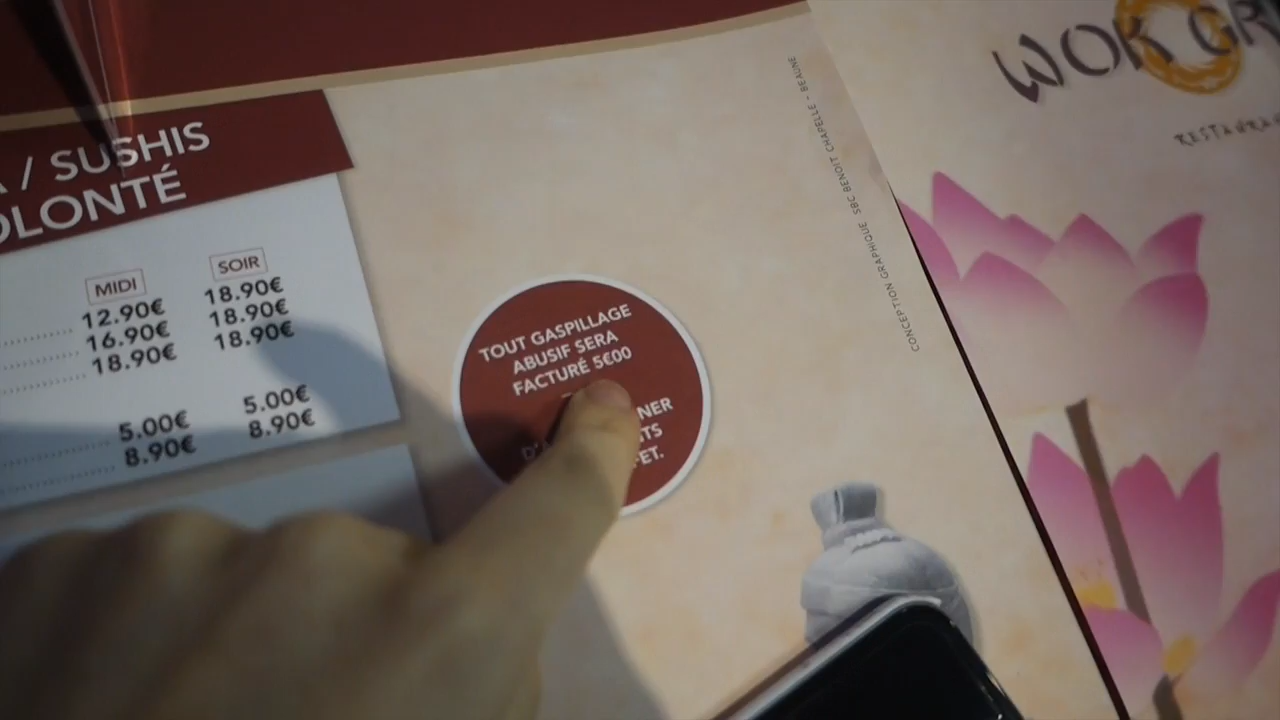 / SUSHIS
MIDI SOIR
12.90€ 18.90€
16.90€ 18.90€
18.90€ 18.90€
5.00€ 5.00€
8.90€ 8.90€
TOUT GASPILLAGE
ABUSIF SERA
FACTURÉ 5€00
CONCEPTION GRAPHIQUE SBC BENOIT CHAPELLE - BEAUNE
WOK